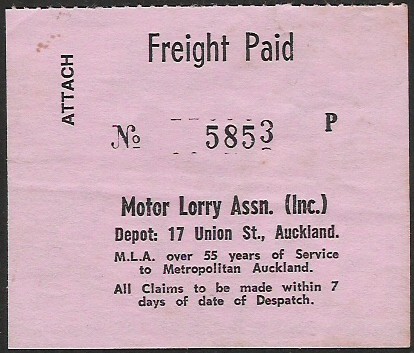 Freight Paid
ATTACH
№ 5853 P
Motor Lorry Assn. (Inc.)
Depot: 17 Union St., Auckland.
M.L.A. over 55 years of Service
to Metropolitan Auckland.
All Claims to be made within 7
days of date of Despatch.